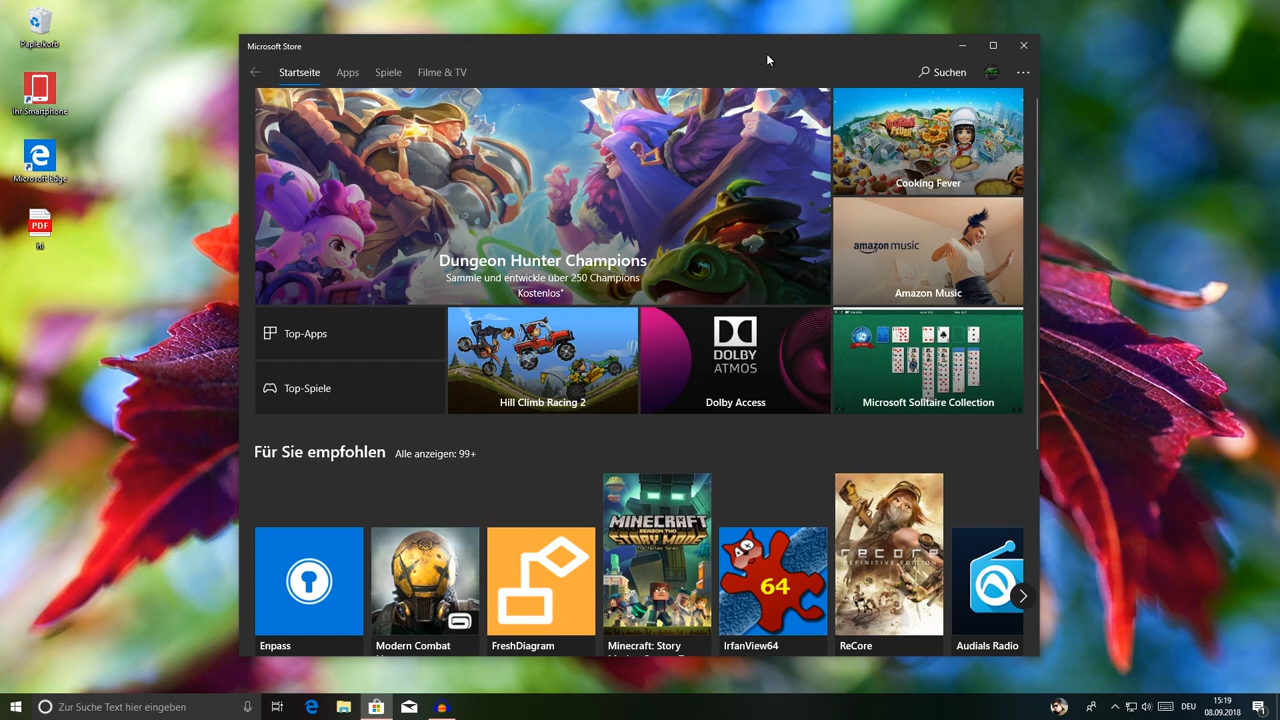 Papierkorb
Ihr Smartphone
Microsoft Edge
PDF
hi
Microsoft Store
Startseite
Apps
Spiele
Filme & TV
Suchen
Dungeon Hunter Champions
Sammle und entwickle über 250 Champions
Kostenlos*
Cooking Fever
amazon music
Amazon Music
Top-Apps
Top-Spiele
Hill Climb Racing 2
DOLBY
ATMOS
Dolby Access
Microsoft Solitaire Collection
Für Sie empfohlen
Alle anzeigen: 99+
MINECRAFT
SEASON TWO
STORY MODE
64
recore
DEFINITIVE EDITION
Enpass
Modern Combat
FreshDiagram
Minecraft: Story
IrfanView64
ReCore
Audials Radio
Zur Suche Text hier eingeben
DEU
15:19
08.09.2018
1